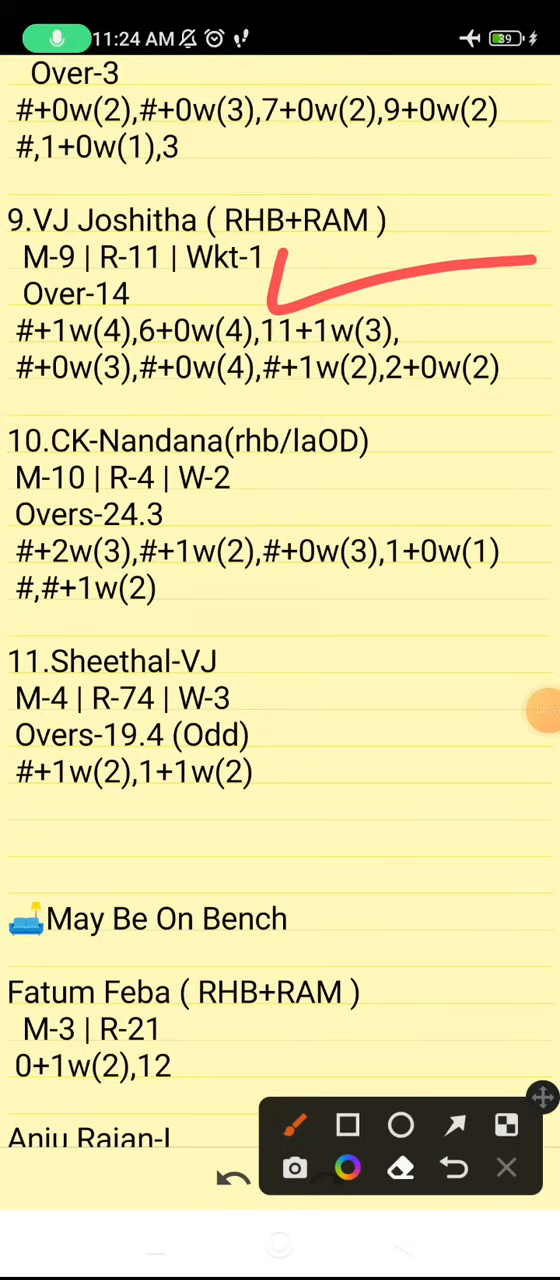 11:24 AM
39
Over-3
#+0w(2),#+0w(3),7+0w(2),9+0w(2)
#,1+0w(1),3
9.VJ Joshitha ( RHB+RAM )
M-9 | R-11 | Wkt-1
Over-14
#+1w(4),6+0w(4),11+1w(3),
#+0w(3),#+0w(4),#+1w(2),2+0w(2)
10.CK-Nandana(rhb/laOD)
M-10 | R-4 | W-2
Overs-24.3
#+2w(3),#+1w(2),#+0w(3),1+0w(1)
#,#+1w(2)
11.Sheethal-VJ
M-4 | R-74 | W-3
Overs-19.4 (Odd)
#+1w(2),1+1w(2)
May Be On Bench
Fatum Feba ( RHB+RAM )
M-3 | R-21
0+1w(2),12